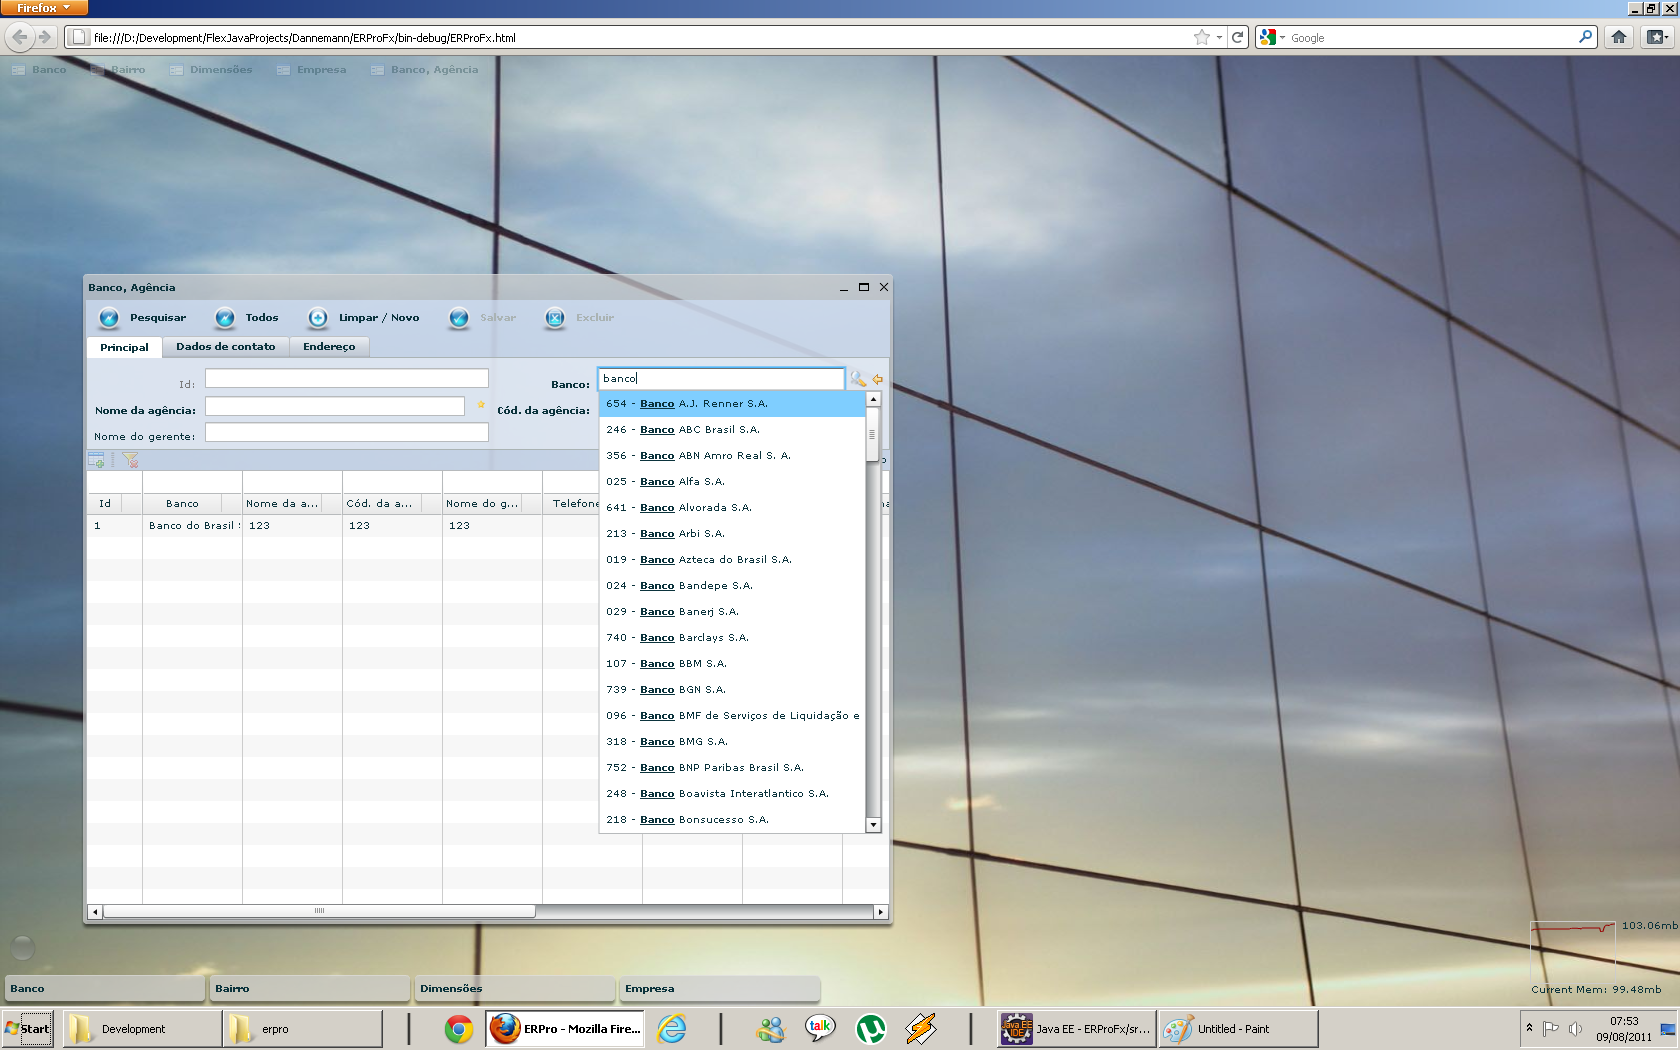 Firefox
file:///D:/Development/FlexJavaProjects/Dannemann/ERProFx/bin-debug/ERProFx.html
Google
Banco Bairro Dimensões Empresa Banco, Agência
Banco, Agência
Pesquisar Todos Limpar / Novo Salvar Excluir
Principal Dados de contato Endereço
Id: Banco: banco
Nome da agência: Cód. da agência:
Nome do gerente:
654 - Banco A.J. Renner S.A.
246 - Banco ABC Brasil S.A.
356 - Banco ABN Amro Real S. A.
025 - Banco Alfa S.A.
641 - Banco Alvorada S.A.
213 - Banco Arbi S.A.
019 - Banco Azteca do Brasil S.A.
024 - Banco Bandepe S.A.
029 - Banco Banerj S.A.
740 - Banco Barclays S.A.
107 - Banco BBM S.A.
739 - Banco BGN S.A.
096 - Banco BMF de Serviços de Liquidação e
318 - Banco BMG S.A.
752 - Banco BNP Paribas Brasil S.A.
248 - Banco Boavista Interatlantico S.A.
218 - Banco Bonsucesso S.A.
Id Banco Nome da a... Cód. da a... Nome do g... Telefone
1 Banco do Brasil 123 123 123
103.06mb
Current Mem: 99.48mb
Banco Bairro Dimensões Empresa
Start Development erpro ERPro - Mozilla Fire... talk Java EE IDE Java EE - ERProFx/sr... Untitled - Paint 07:53
09/08/2011